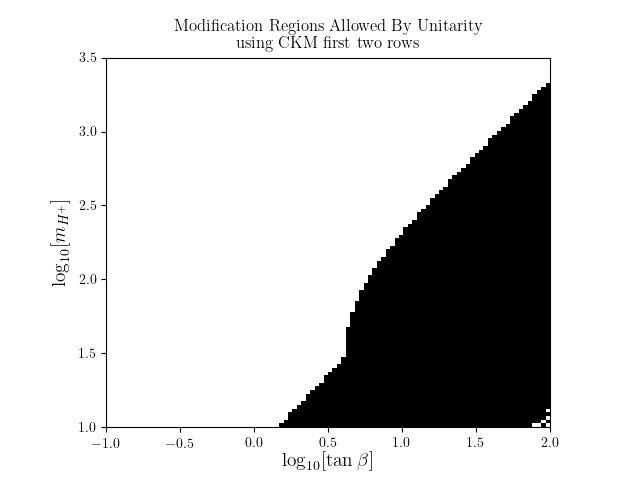 Modification Regions Allowed By Unitarity
using CKM first two rows
3.5
3.0
2.5
2.0
1.5
1.0
log₁₀[m_{H⁺}]
−1.0 −0.5 0.0 0.5 1.0 1.5 2.0
log₁₀[tan β]